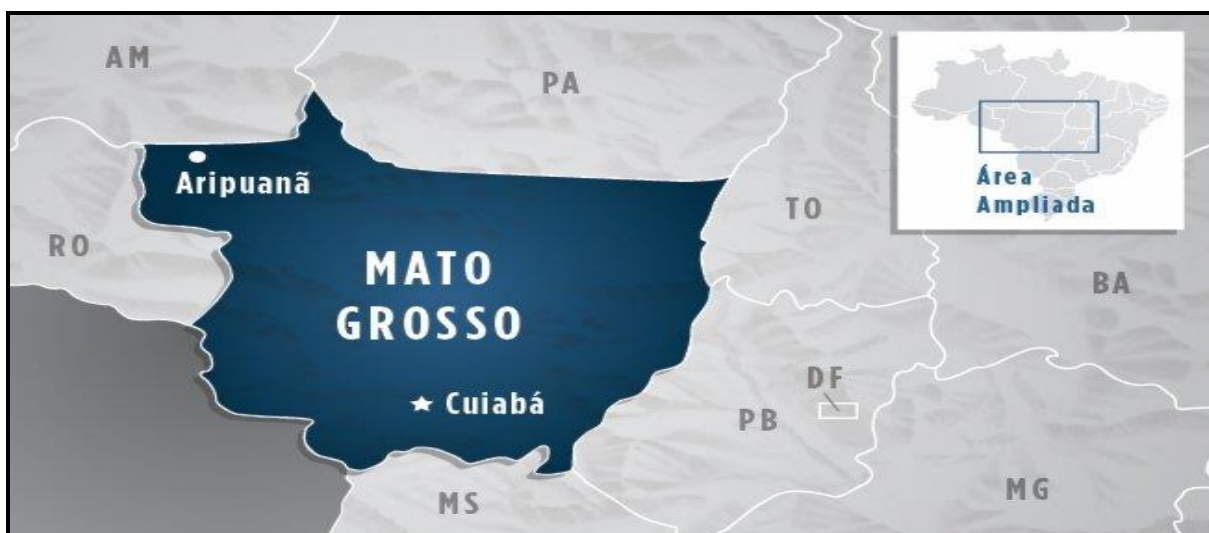 AM
PA
Área
Ampliada
Aripuanã
TO
RO
MATO
GROSSO
BA
DF
Cuiabá
PB
MS
MG